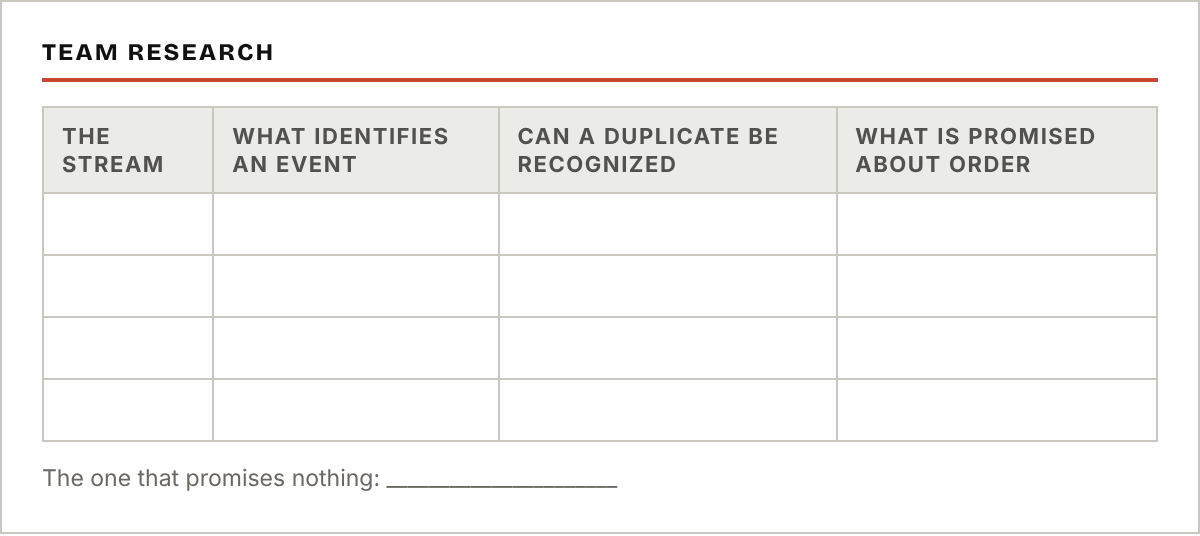 TEAM RESEARCH
THE STREAM
WHAT IDENTIFIES AN EVENT
CAN A DUPLICATE BE RECOGNIZED
WHAT IS PROMISED ABOUT ORDER
The one that promises nothing: ______________________